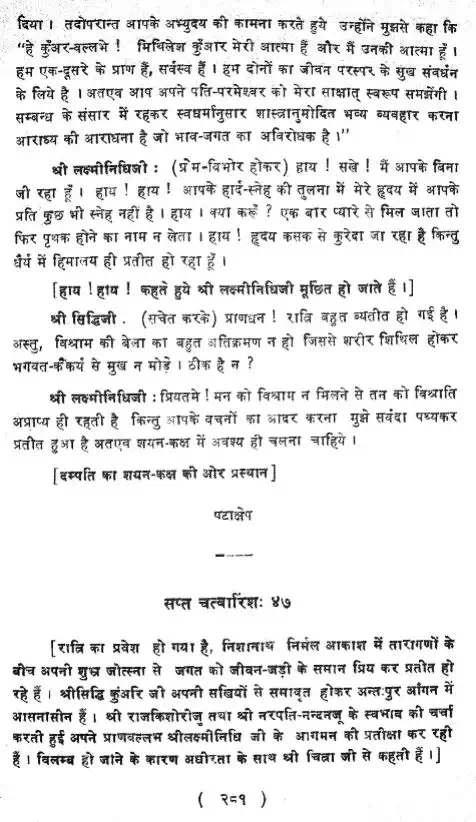 दिया । तदोपरान्त आपके अभ्युदय की कामना करते हुये उन्होंने मुझसे कहा कि
"हे कुँअर-वल्लभे ! मिथिलेश कुँआर मेरी आत्मा हैं और मैं उनकी आत्मा हूँ ।
हम एक-दूसरे के प्राण हैं, सर्वस्व हैं । हम दोनों का जीवन परस्पर के सुख संवर्धन
के लिये है । अतएव आप अपने पति-परमेश्वर को मेरा साक्षात् स्वरूप समझेंगी ।
सम्बन्ध के संसार में रहकर स्वधर्मानुसार शास्त्रानुमोदित भव्य व्यवहार करना
आराध्य की आराधना है जो भाव-जगत का अविरोधक है ।"
श्री लक्ष्मीनिधिजी : (प्रेम-विभोर होकर) हाय ! सखे ! मैं आपके बिना
जी रहा हूँ । हाय ! हाय ! आपके हार्द-स्नेह की तुलना में मेरे हृदय में आपके
प्रति कुछ भी स्नेह नहीं है । हाय । क्या करूँ ? एक बार प्यारे से मिल जाता तो
फिर पृथक होने का नाम न लेता । हाय ! हृदय कसक से कुरेदा जा रहा है किन्तु
धैर्य में हिमालय ही प्रतीत हो रहा हूँ ।
[हाय ! हाय ! कहते हुये श्री लक्ष्मीनिधिजी मूर्छित हो जाते हैं ।]
श्री सिद्धिजी . (सचेत करके) प्राणधन ! रात्रि बहुत व्यतीत हो गई है ।
अस्तु, विश्राम की बेला का बहुत अतिक्रमण न हो जिससे शरीर शिथिल होकर
भगवत-कैंकर्य से मुख न मोड़े । ठीक है न ?
श्री लक्ष्मीनिधिजी : प्रियतमे ! मन को विश्राम न मिलने से तन को विश्रांति
अप्राप्य ही रहती है किन्तु आपके वचनों का आदर करना मुझे सर्वदा पथ्यकर
प्रतीत हुआ है अतएव शयन-कक्ष में अवश्य ही चलना चाहिये ।
[दम्पति का शयन-कक्ष की ओर प्रस्थान]
पटाक्षेप
सप्त चत्वारिंशः ४७
[रात्रि का प्रवेश हो गया है, निशानाथ निर्मल आकाश में तारागणों के
बीच अपनी शुभ्र जोत्स्ना से जगत को जीवन-जड़ी के समान प्रिय कर प्रतीत हो
रहे हैं । श्रीसिद्धि कुँअरि जी अपनी सखियों से समावृत होकर अन्तःपुर आँगन में
आसनासीन हैं । श्री राजकिशोरीजु तथा श्री नरपति-नन्दनजू के स्वभाव की चर्चा
करती हुई अपने प्राणवल्लभ श्रीलक्ष्मीनिधि जी के आगमन की प्रतीक्षा कर रही
हैं । विलम्ब हो जाने के कारण अधीरता के साथ श्री चित्रा जी से कहती हैं ।]
( २८१ )